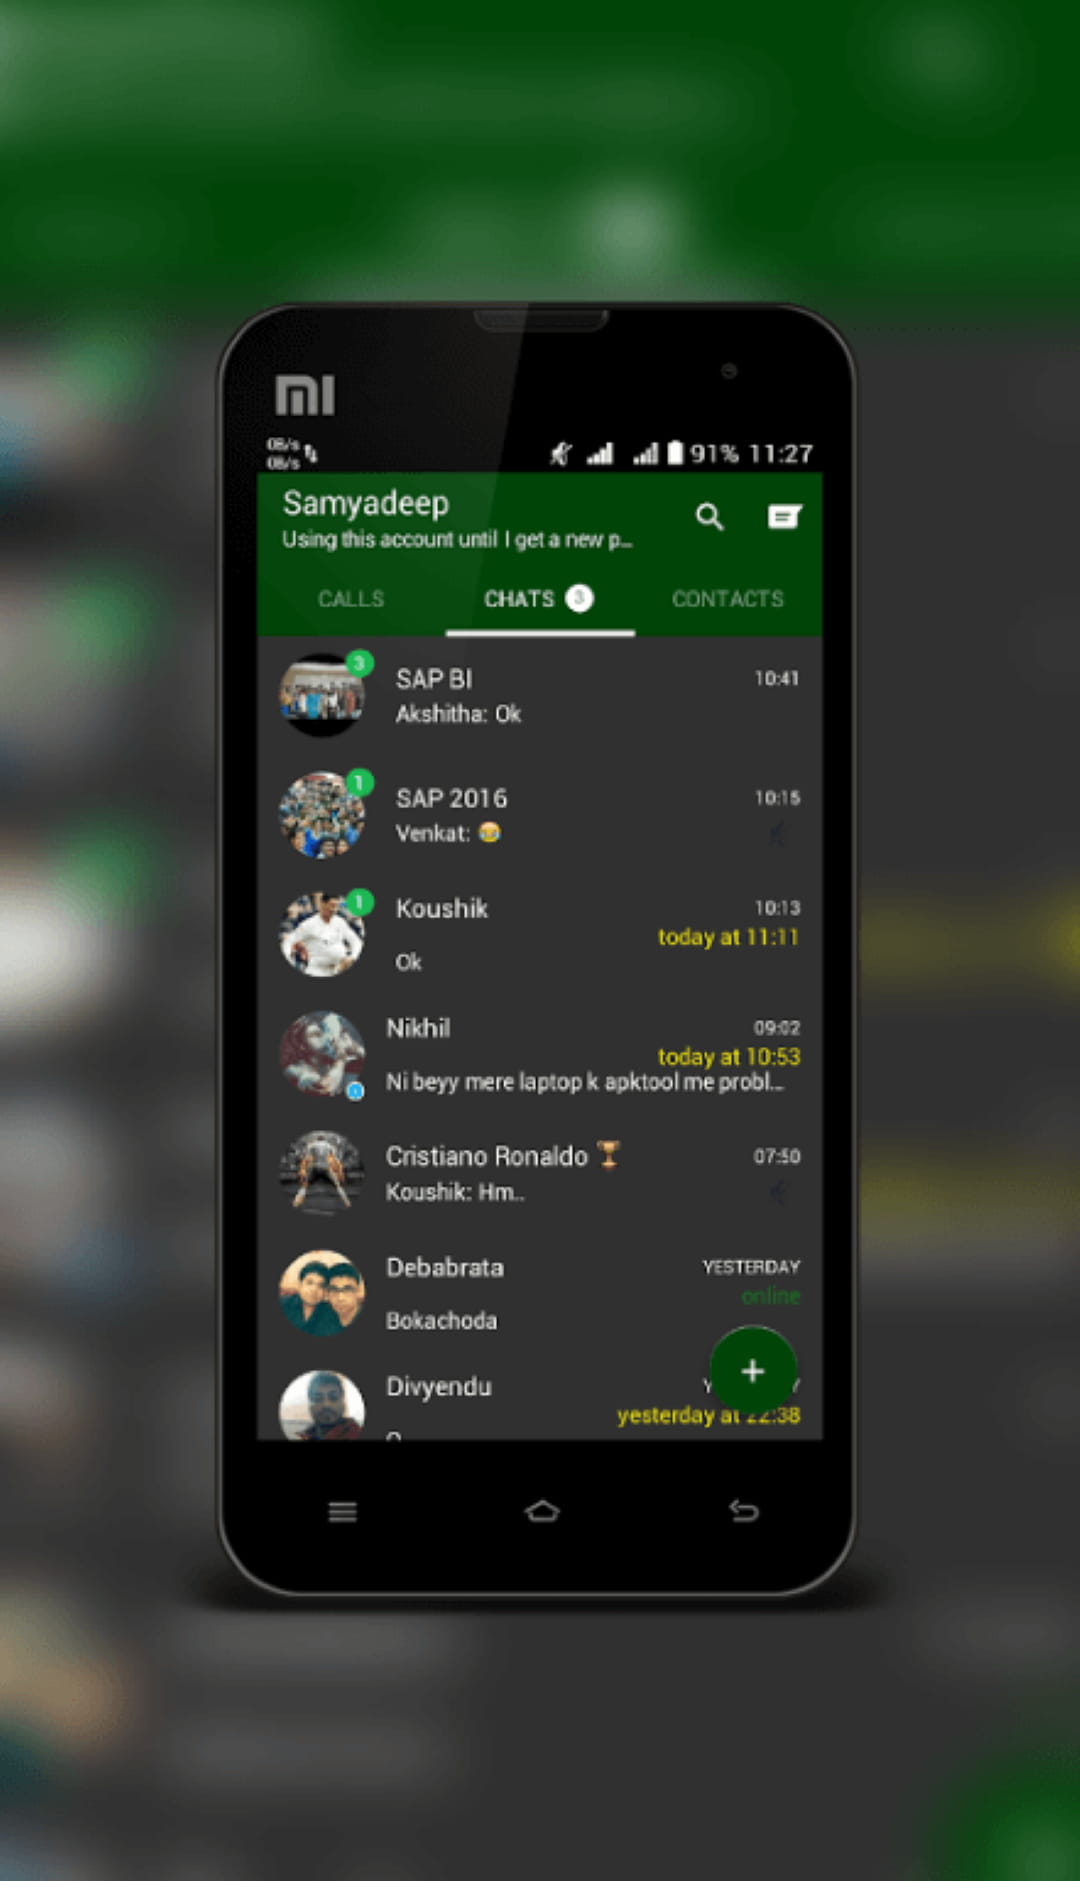 MI
0B/s
0B/s
91% 11:27
Samyadeep
Using this account until I get a new p...
CALLS
CHATS 3
CONTACTS
3
SAP BI
10:41
Akshitha: Ok
1
SAP 2016
10:15
Venkat: 😂
1
Koushik
10:13
today at 11:11
Ok
Nikhil
09:02
today at 10:53
Ni beyy mere laptop k apktool me probl...
Cristiano Ronaldo 🏆
07:50
Koushik: Hm..
Debabrata
YESTERDAY
online
Bokachoda
Divyendu
yesterday at 22:38